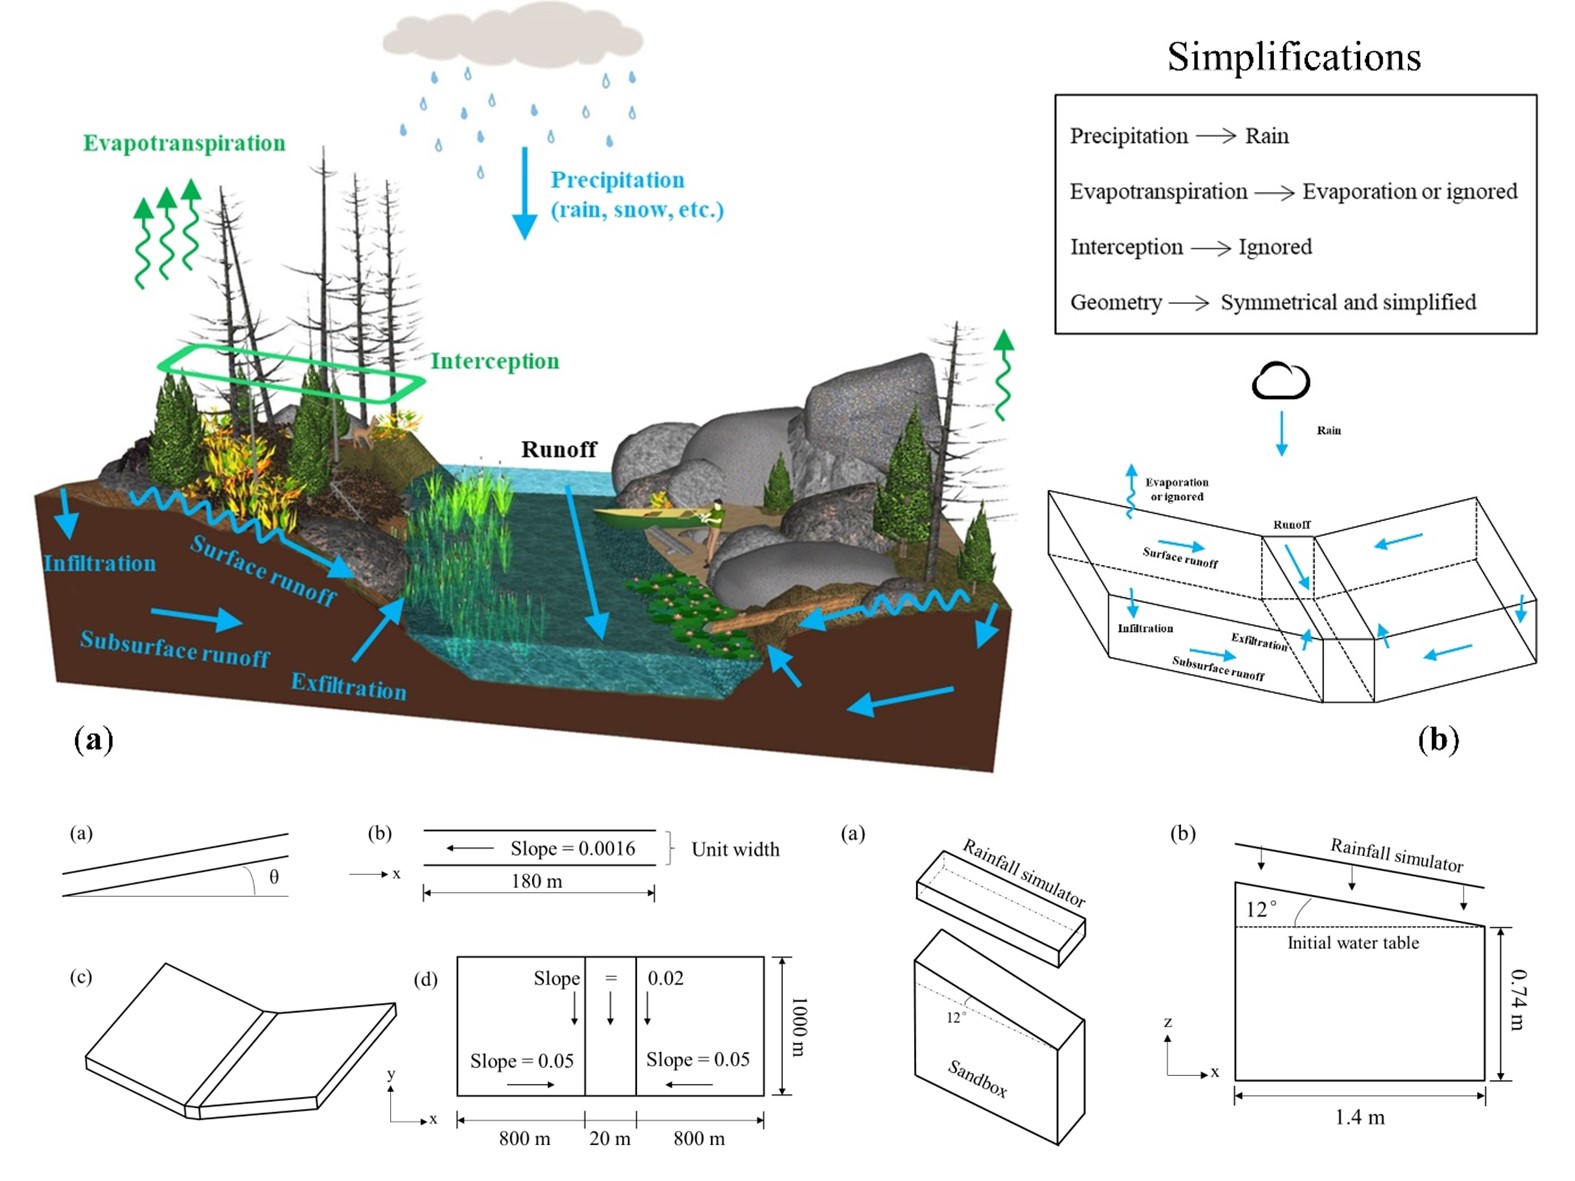 Evapotranspiration
Precipitation
(rain, snow, etc.)
Interception
Runoff
Infiltration
Surface runoff
Subsurface runoff
Exfiltration
(a)
Simplifications
Precipitation → Rain
Evapotranspiration → Evaporation or ignored
Interception → Ignored
Geometry → Symmetrical and simplified
Rain
Evaporation
or ignored
Runoff
Surface runoff
Infiltration
Exfiltration
Subsurface runoff
(b)
(a)
θ
(b)
Slope = 0.0016
Unit width
x
180 m
(c)
y
x
(d)
Slope = 0.02
Slope = 0.05
Slope = 0.05
1000 m
800 m
20 m
800 m
(a)
Rainfall simulator
12°
Sandbox
(b)
Rainfall simulator
12°
Initial water table
0.74 m
z
x
1.4 m